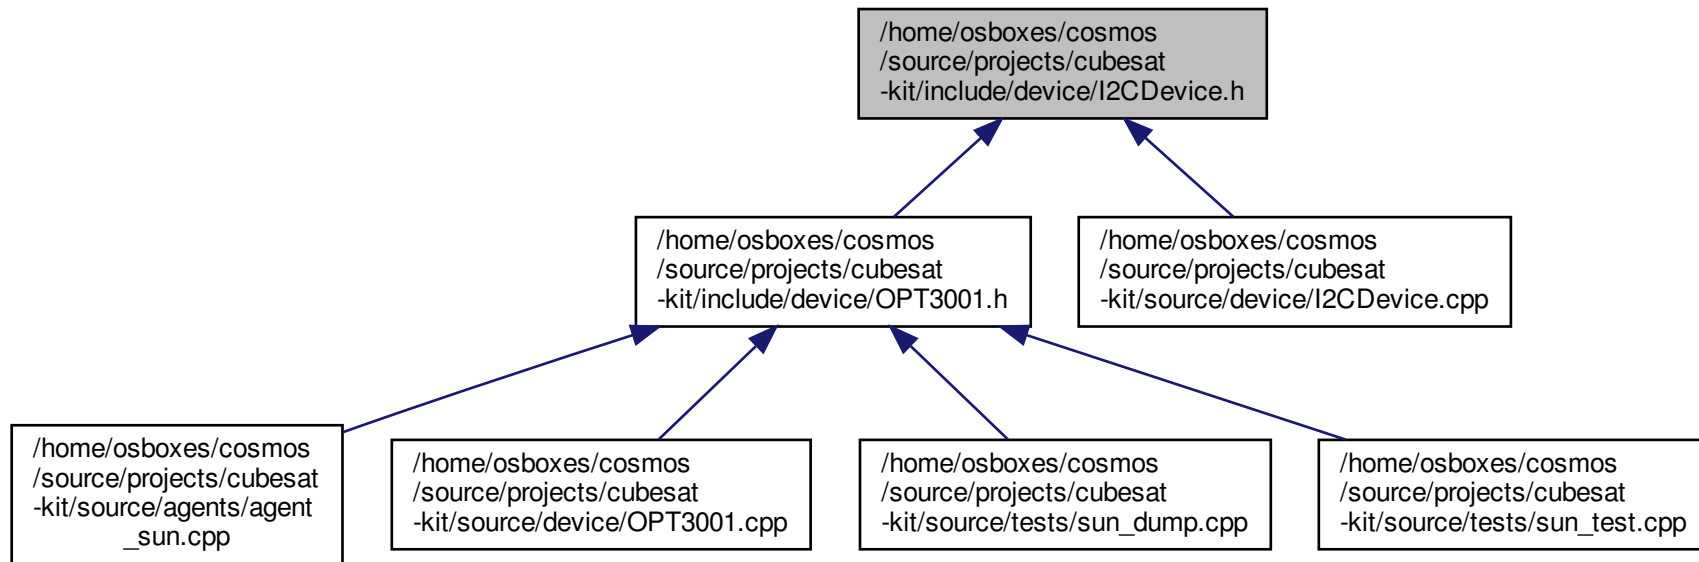 /home/osboxes/cosmos
/source/projects/cubesat
-kit/include/device/I2CDevice.h
/home/osboxes/cosmos
/source/projects/cubesat
-kit/include/device/OPT3001.h
/home/osboxes/cosmos
/source/projects/cubesat
-kit/source/device/I2CDevice.cpp
/home/osboxes/cosmos
/source/projects/cubesat
-kit/source/agents/agent
_sun.cpp
/home/osboxes/cosmos
/source/projects/cubesat
-kit/source/device/OPT3001.cpp
/home/osboxes/cosmos
/source/projects/cubesat
-kit/source/tests/sun_dump.cpp
/home/osboxes/cosmos
/source/projects/cubesat
-kit/source/tests/sun_test.cpp